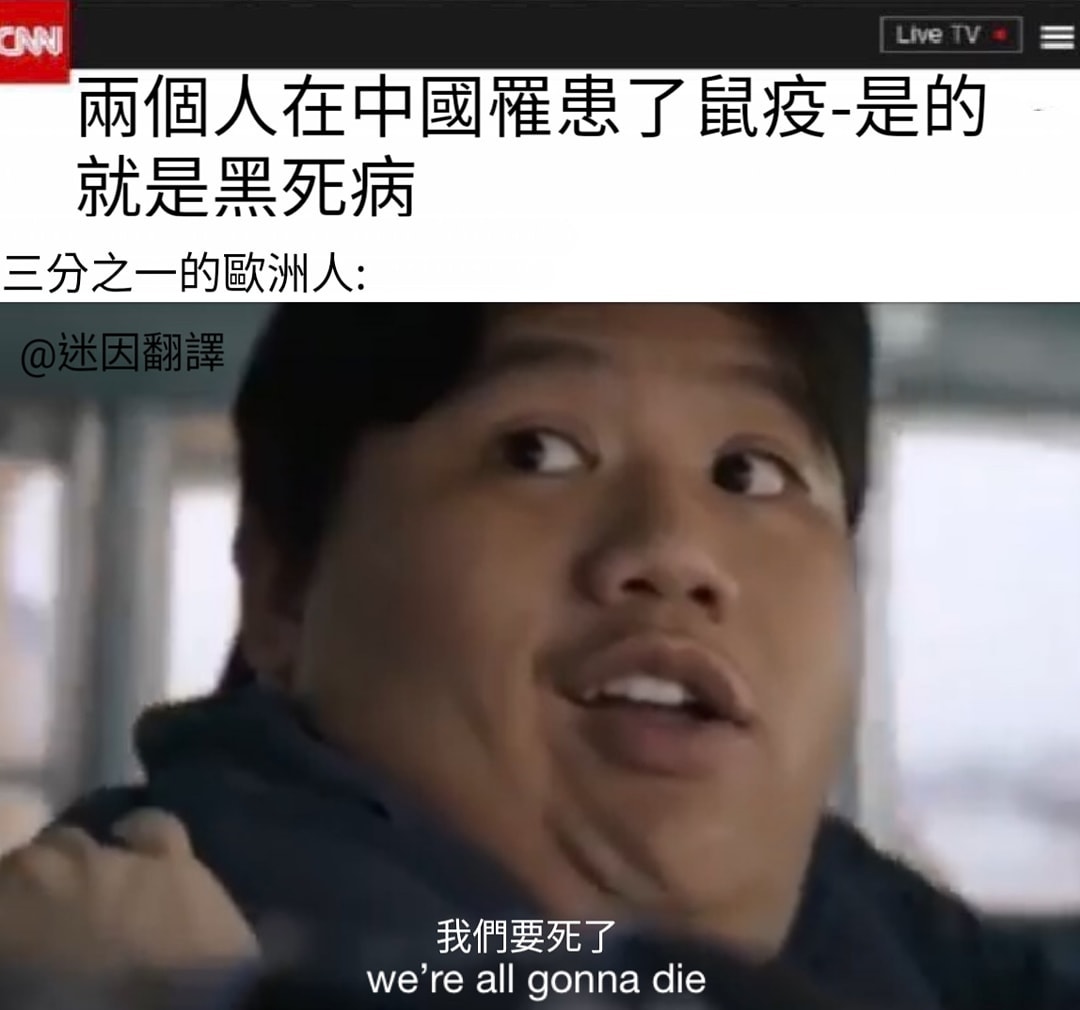 CNN
Live TV
兩個人在中國罹患了鼠疫-是的
就是黑死病
三分之一的歐洲人:
@迷因翻譯
我們要死了
we're all gonna die